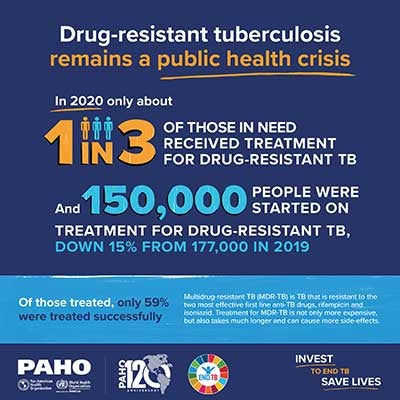 Drug-resistant tuberculosis
remains a public health crisis
In 2020 only about
1 IN 3
OF THOSE IN NEED
RECEIVED TREATMENT
FOR DRUG-RESISTANT TB
And 150,000 PEOPLE WERE
STARTED ON
TREATMENT FOR DRUG-RESISTANT TB,
DOWN 15% FROM 177,000 IN 2019
Of those treated, only 59%
were treated successfully
Multidrug-resistant TB (MDR-TB) is TB that is resistant to the
two most effective first line anti-TB drugs, rifampicin and
isoniazid. Treatment for MDR-TB is not only more expensive,
but also takes much longer and can cause more side-effects.
PAHO
Pan American
Health
Organization
World Health
Organization
PAHO
120
ANNIVERSARY
END TB
INVEST
TO END TB
SAVE LIVES